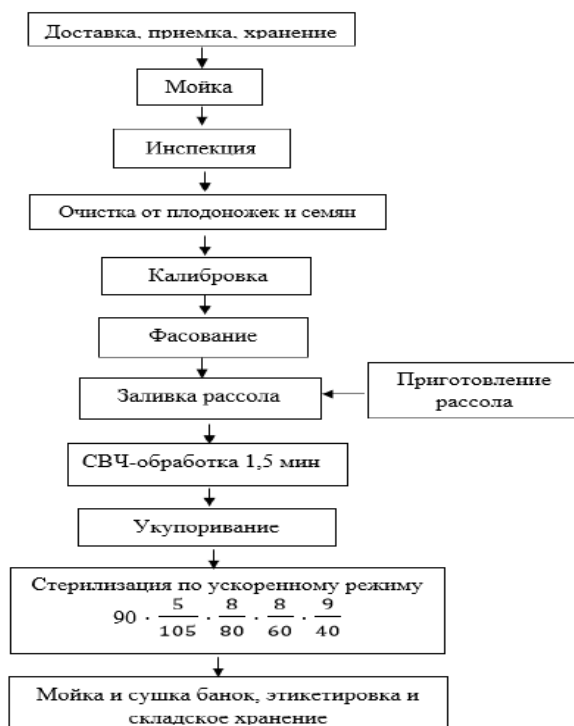 Доставка, приемка, хранение
Мойка
Инспекция
Очистка от плодоножек и семян
Калибровка
Фасование
Заливка рассола
Приготовление
рассола
СВЧ-обработка 1,5 мин
Укупоривание
Стерилизация по ускоренному режиму
90 · 5/105 · 8/80 · 8/60 · 9/40
Мойка и сушка банок, этикетировка и
складское хранение